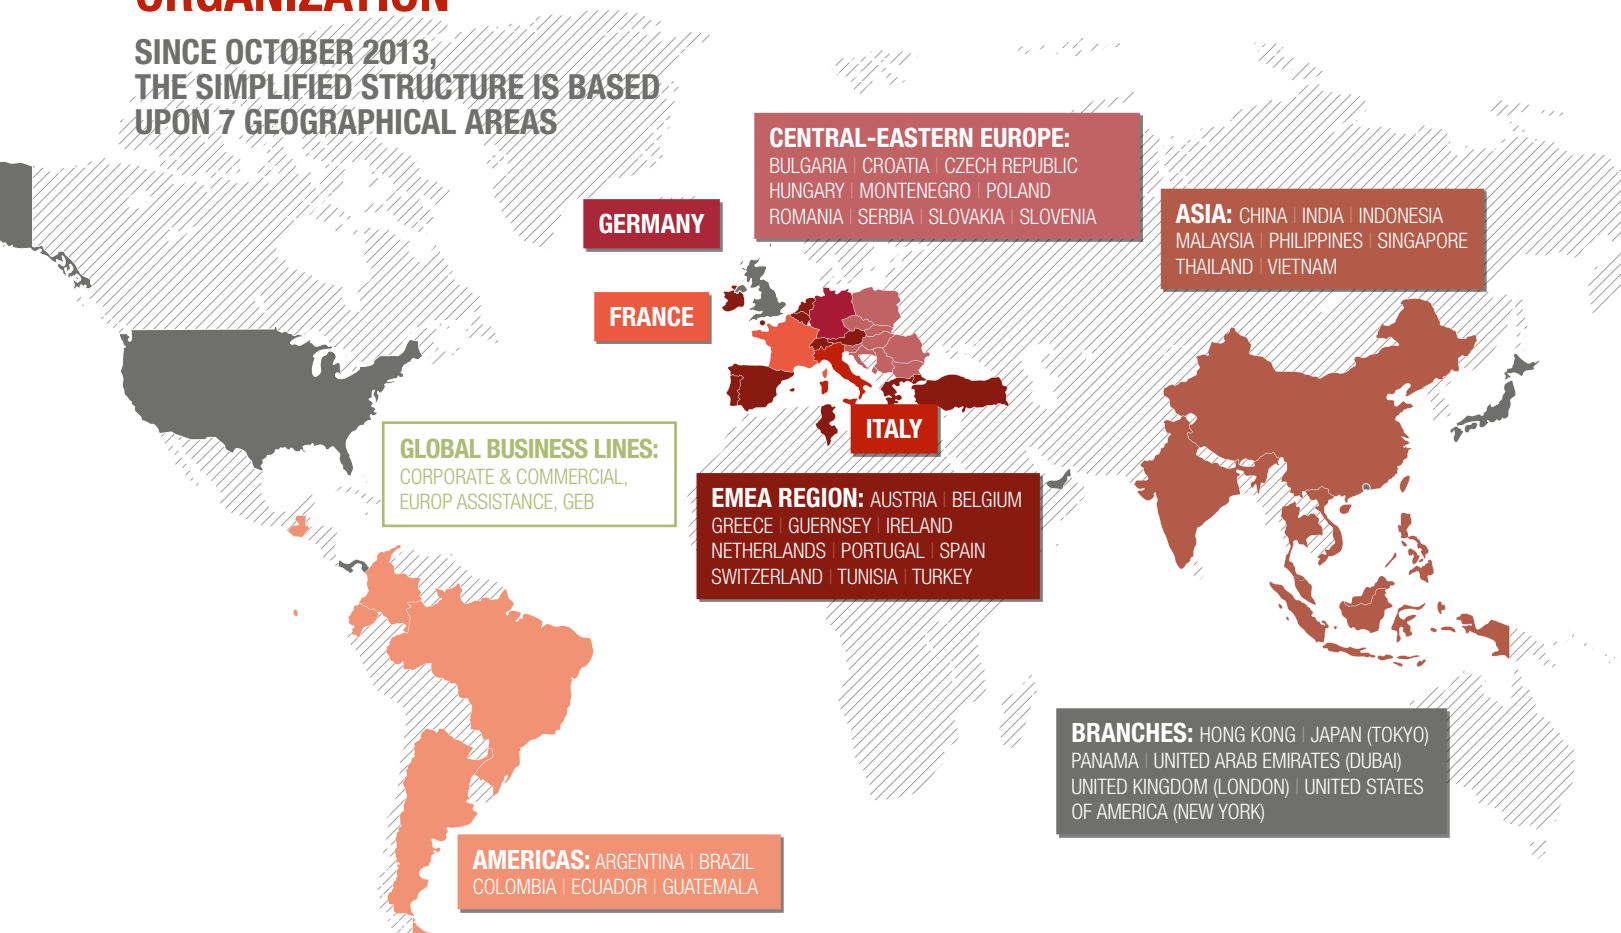 ORGANIZATION
SINCE OCTOBER 2013,
THE SIMPLIFIED STRUCTURE IS BASED
UPON 7 GEOGRAPHICAL AREAS
CENTRAL-EASTERN EUROPE:
BULGARIA | CROATIA | CZECH REPUBLIC
HUNGARY | MONTENEGRO | POLAND
ROMANIA | SERBIA | SLOVAKIA | SLOVENIA
GERMANY
ASIA: CHINA | INDIA | INDONESIA
MALAYSIA | PHILIPPINES | SINGAPORE
THAILAND | VIETNAM
FRANCE
ITALY
GLOBAL BUSINESS LINES:
CORPORATE & COMMERCIAL,
EUROP ASSISTANCE, GEB
EMEA REGION: AUSTRIA | BELGIUM
GREECE | GUERNSEY | IRELAND
NETHERLANDS | PORTUGAL | SPAIN
SWITZERLAND | TUNISIA | TURKEY
BRANCHES: HONG KONG | JAPAN (TOKYO)
PANAMA | UNITED ARAB EMIRATES (DUBAI)
UNITED KINGDOM (LONDON) | UNITED STATES
OF AMERICA (NEW YORK)
AMERICAS: ARGENTINA | BRAZIL
COLOMBIA | ECUADOR | GUATEMALA